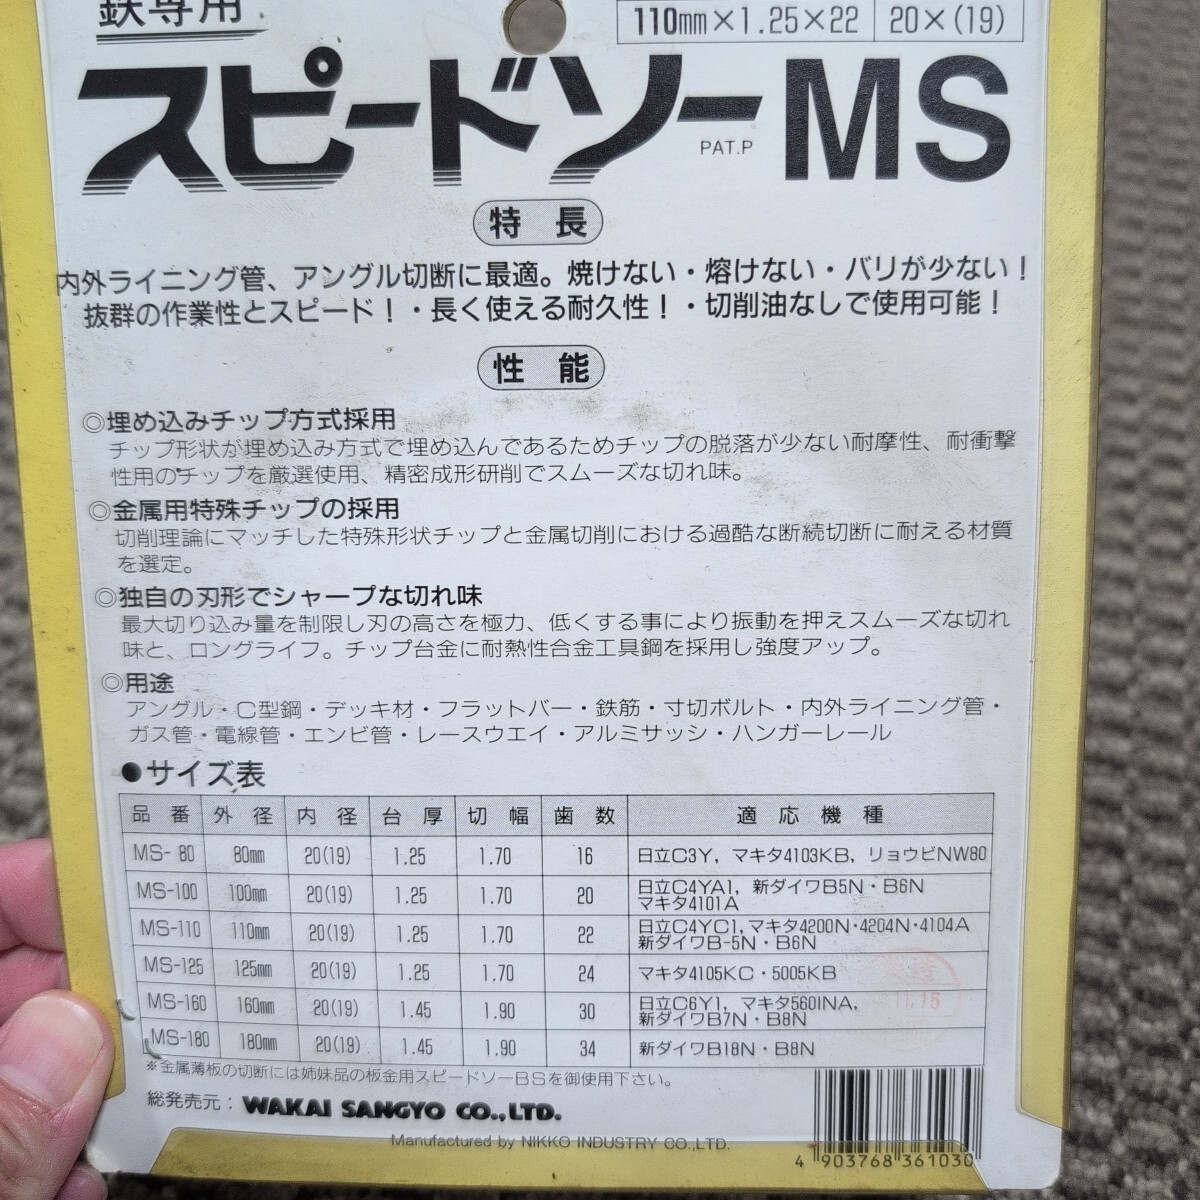 鉄専用
110mm×1.25×22 20×(19)
スピードソーMS
PAT.P
特長
内外ライニング管、アングル切断に最適。焼けない・熔けない・バリが少ない！
抜群の作業性とスピード！・長く使える耐久性！・切削油なしで使用可能！
性能
◎埋め込みチップ方式採用
チップ形状が埋め込み方式で埋め込んであるためチップの脱落が少ない耐摩性、耐衝撃
性用のチップを厳選使用、精密成形研削でスムーズな切れ味。
◎金属用特殊チップの採用
切削理論にマッチした特殊形状チップと金属切削における過酷な断続切断に耐える材質
を選定。
◎独自の刃形でシャープな切れ味
最大切り込み量を制限し刃の高さを極力、低くする事により振動を押えスムーズな切れ
味と、ロングライフ。チップ台金に耐熱性合金工具鋼を採用し強度アップ。
◎用途
アングル・C型鋼・デッキ材・フラットバー・鉄筋・寸切ボルト・内外ライニング管・
ガス管・電線管・エンビ管・レースウエイ・アルミサッシ・ハンガーレール
●サイズ表
品番 外径 内径 台厚 切幅 歯数 適応機種
MS-80 80mm 20(19) 1.25 1.70 16 日立C3Y，マキタ4103KB，リョウビNW80
MS-100 100mm 20(19) 1.25 1.70 20 日立C4YA1，新ダイワB5N・B6N
マキタ4101A
MS-110 110mm 20(19) 1.25 1.70 22 日立C4YC1，マキタ4200N・4204N・4104A
新ダイワB-5N・B6N
MS-125 125mm 20(19) 1.25 1.70 24 マキタ4105KC・5005KB
MS-160 160mm 20(19) 1.45 1.90 30 日立C6Y1，マキタ5601NA，
新ダイワB7N・B8N
MS-180 180mm 20(19) 1.45 1.90 34 新ダイワB18N・B8N
11.16
※金属薄板の切断には姉妹品の板金用スピードソーBSを御使用下さい。
総発売元：WAKAI SANGYO CO.,LTD.
Manufactured by NIKKO INDUSTRY CO.,LTD.
4 903768 361030